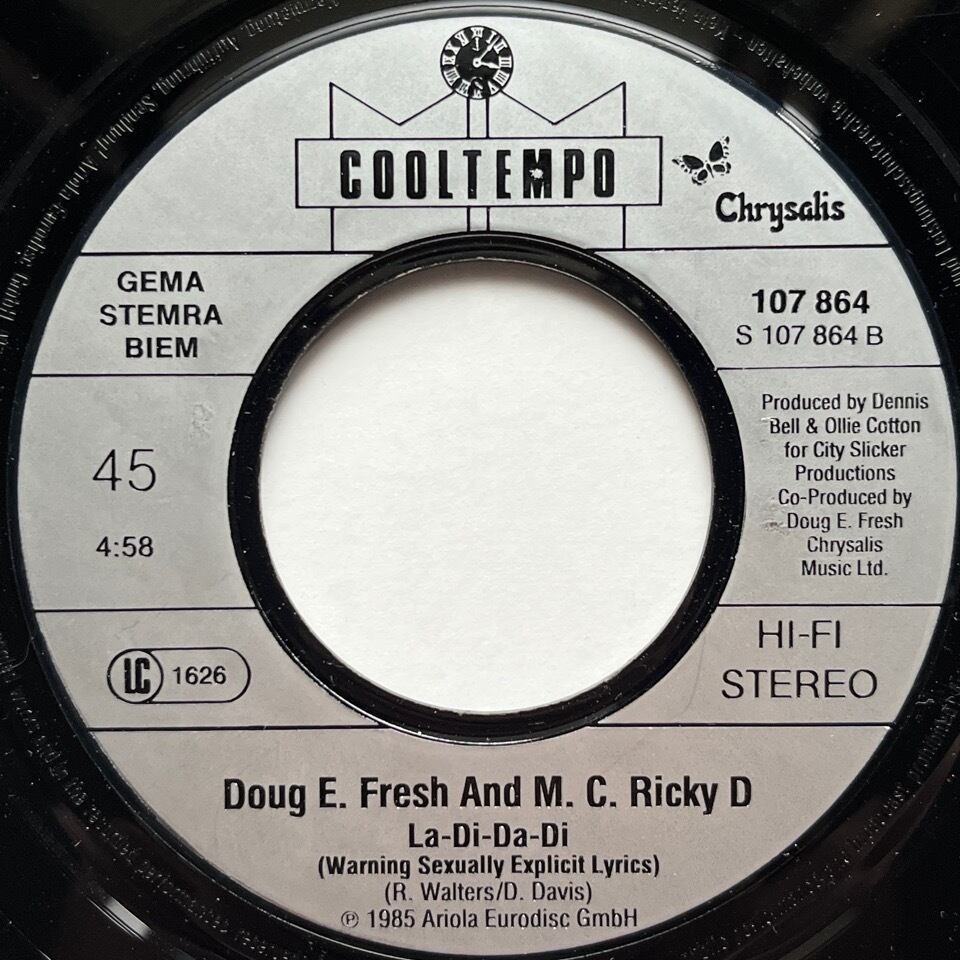 COOLTEMPO
Chrysalis
GEMA
STEMRA
BIEM
107 864
S 107 864 B
45
4:58
Produced by Dennis
Bell & Ollie Cotton
for City Slicker
Productions
Co-Produced by
Doug E. Fresh
Chrysalis
Music Ltd.
LC 1626
HI-FI
STEREO
Doug E. Fresh And M. C. Ricky D
La-Di-Da-Di
(Warning Sexually Explicit Lyrics)
(R. Walters/D. Davis)
℗ 1985 Ariola Eurodisc GmbH